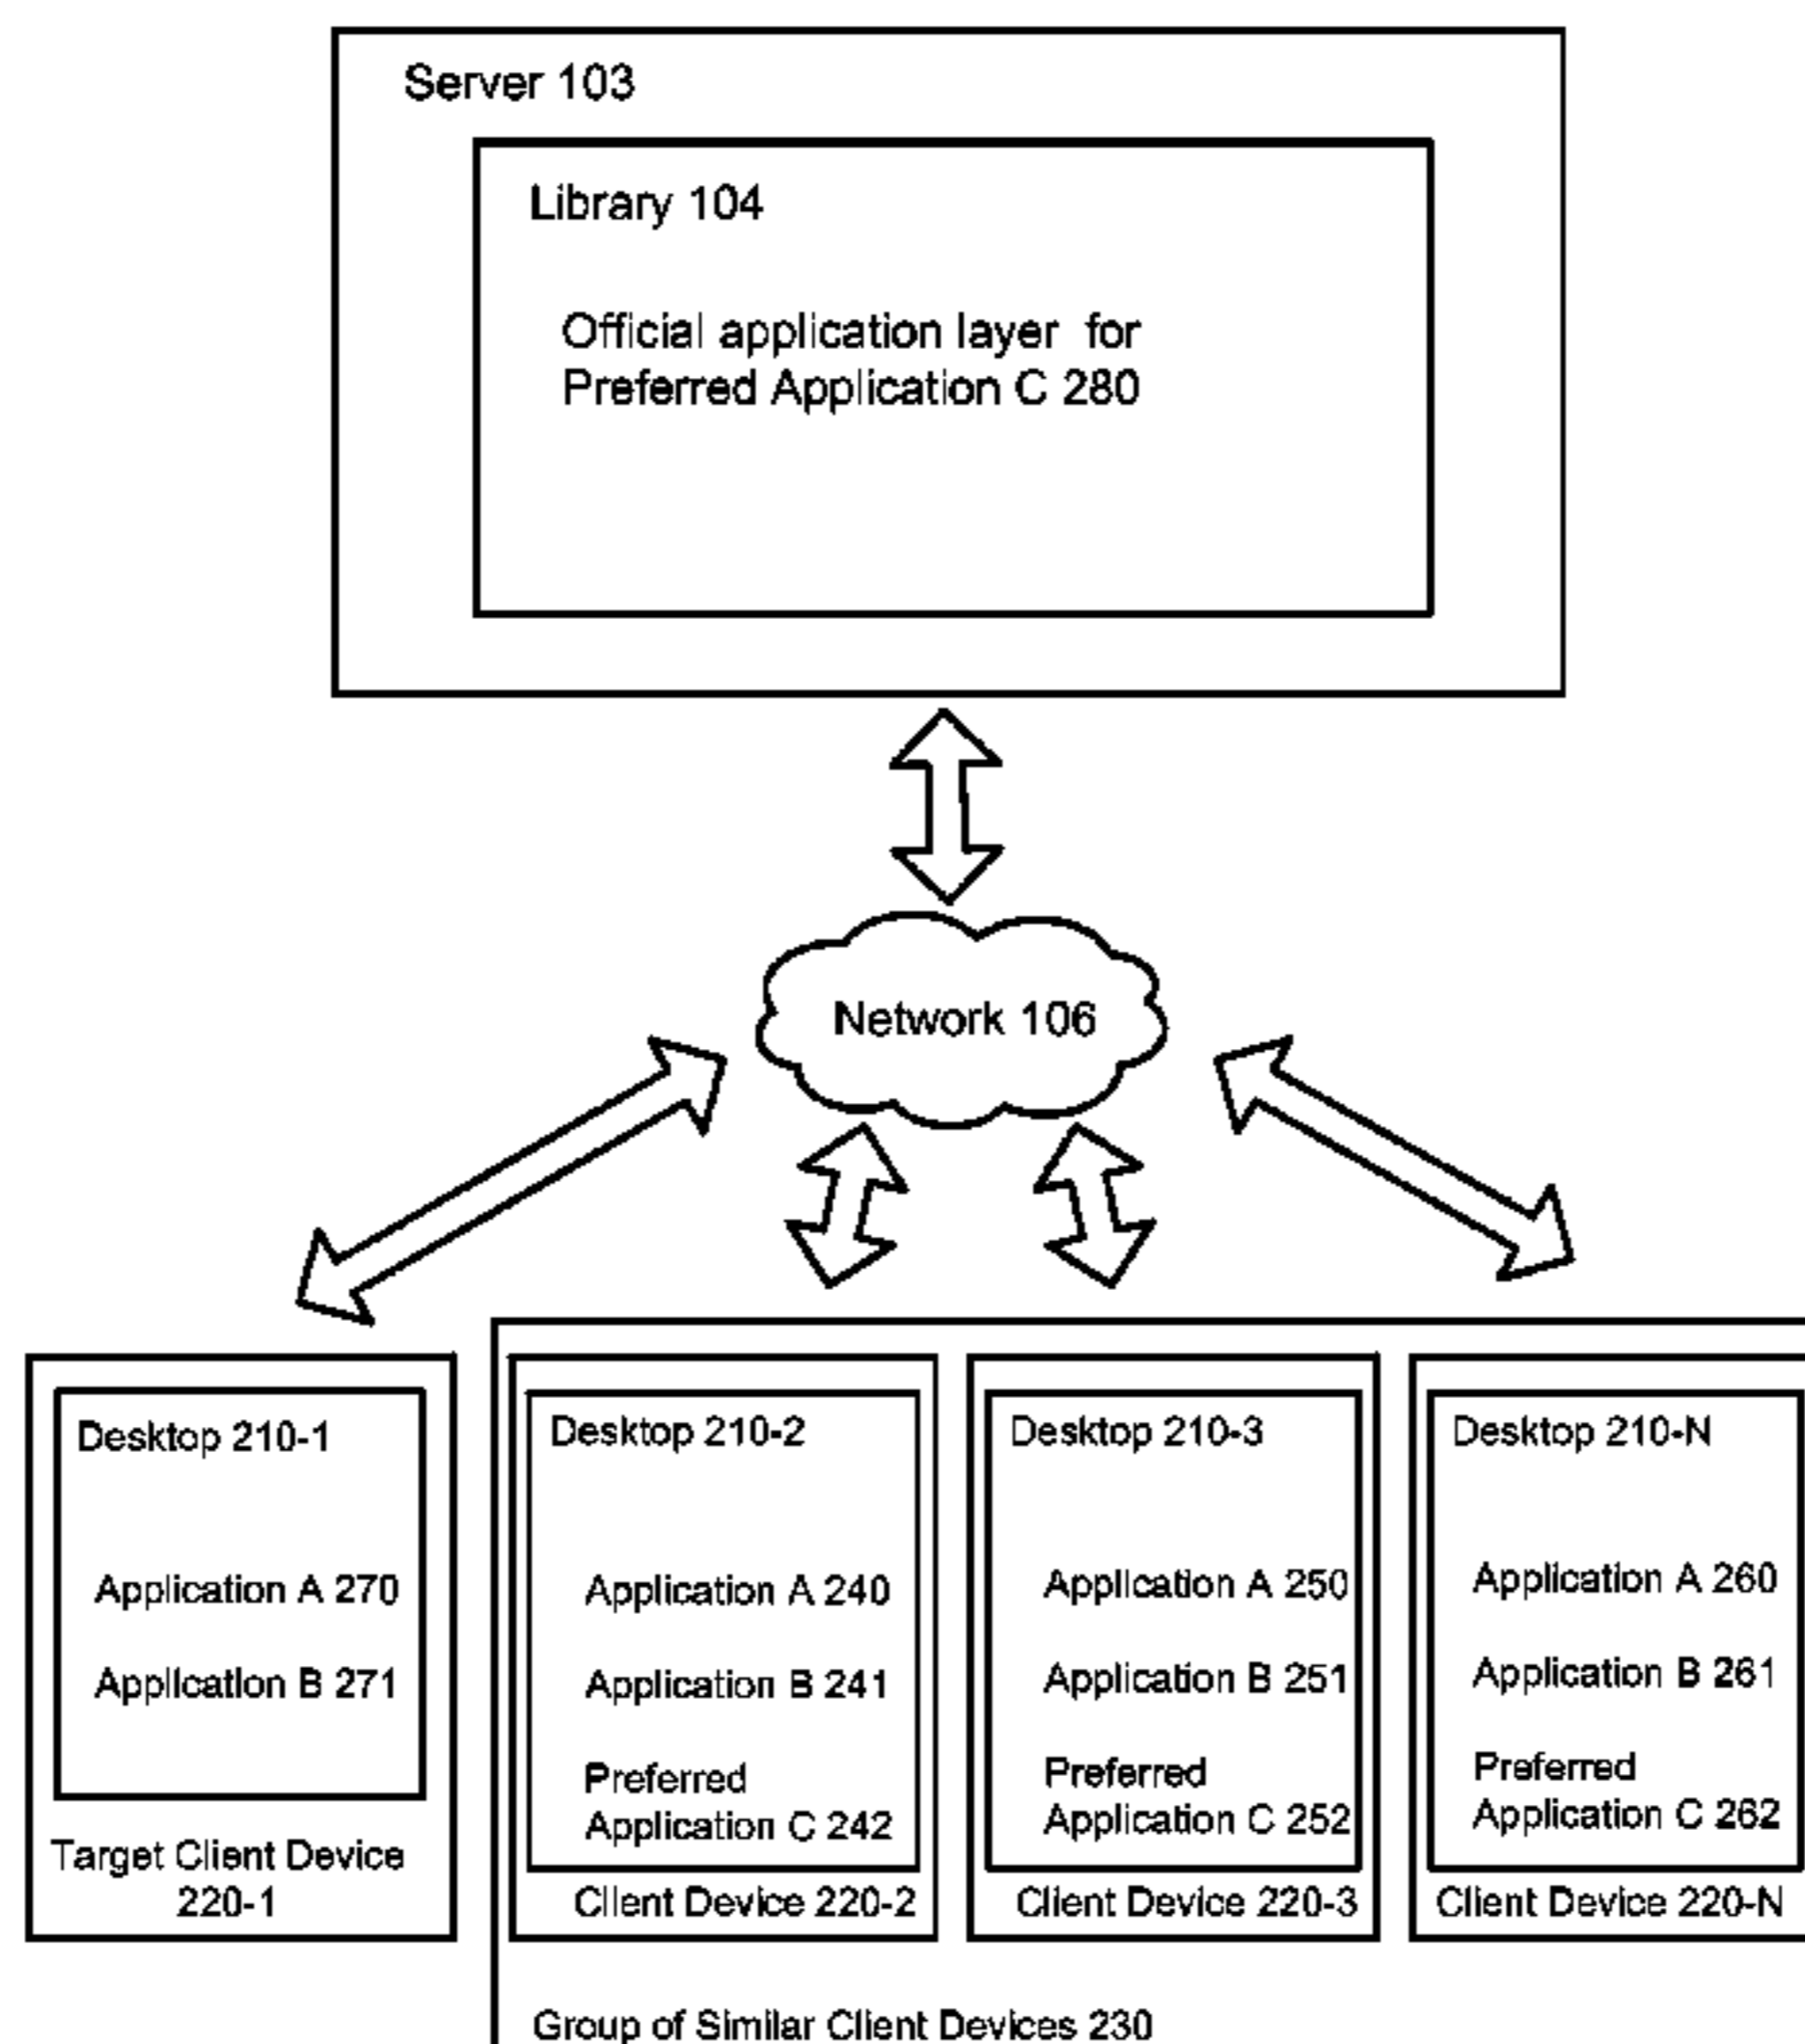 Server 103
Library 104
Official application layer for
Preferred Application C 280
Network 106
Desktop 210-1
Application A 270
Application B 271
Target Client Device
220-1
Desktop 210-2
Application A 240
Application B 241
Preferred
Application C 242
Client Device 220-2
Desktop 210-3
Application A 250
Application B 251
Preferred
Application C 252
Client Device 220-3
Desktop 210-N
Application A 260
Application B 261
Preferred
Application C 262
Client Device 220-N
Group of Similar Client Devices 230